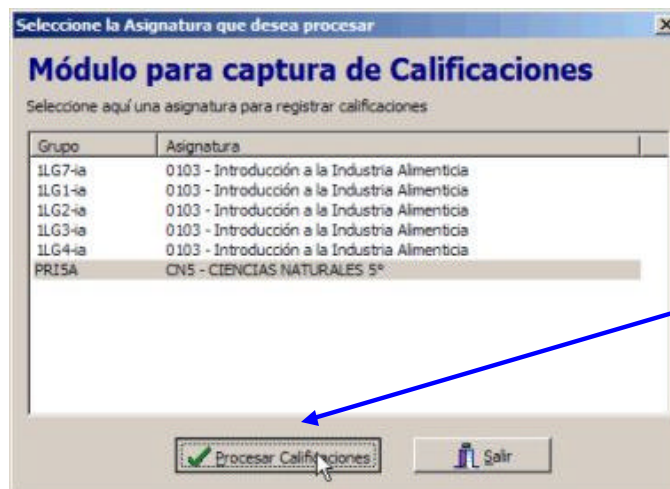 Seleccione la Asignatura que desea procesar
Módulo para captura de Calificaciones
Seleccione aquí una asignatura para registrar calificaciones
Grupo Asignatura
1LG7-ia 0103 - Introducción a la Industria Alimenticia
1LG1-ia 0103 - Introducción a la Industria Alimenticia
1LG2-ia 0103 - Introducción a la Industria Alimenticia
1LG3-ia 0103 - Introducción a la Industria Alimenticia
1LG4-ia 0103 - Introducción a la Industria Alimenticia
PRI5A CN5 - CIENCIAS NATURALES 5°
Procesar Calificaciones Salir